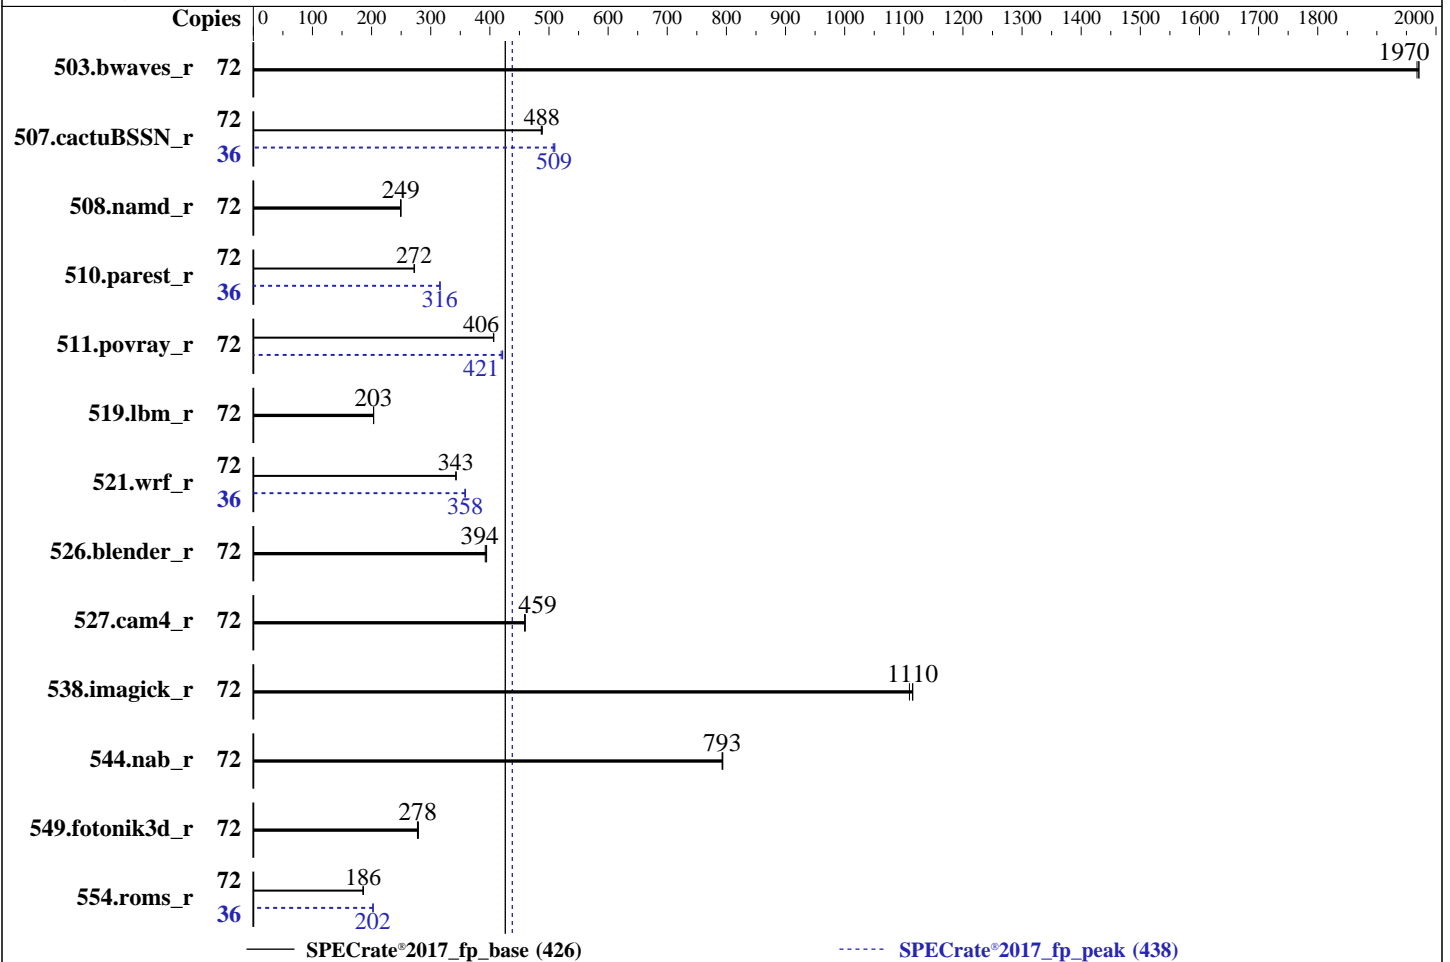 Copies 0 100 200 300 400 500 600 700 800 900 1000 1100 1200 1300 1400 1500 1600 1700 1800 2000
503.bwaves_r 72 1970
507.cactuBSSN_r 72 488
36 509
508.namd_r 72 249
510.parest_r 72 272
36 316
511.povray_r 72 406
421
519.lbm_r 72 203
521.wrf_r 72 343
36 358
526.blender_r 72 394
527.cam4_r 72 459
538.imagick_r 72 1110
544.nab_r 72 793
549.fotonik3d_r 72 278
554.roms_r 72 186
36 202
SPECrate®2017_fp_base (426) SPECrate®2017_fp_peak (438)